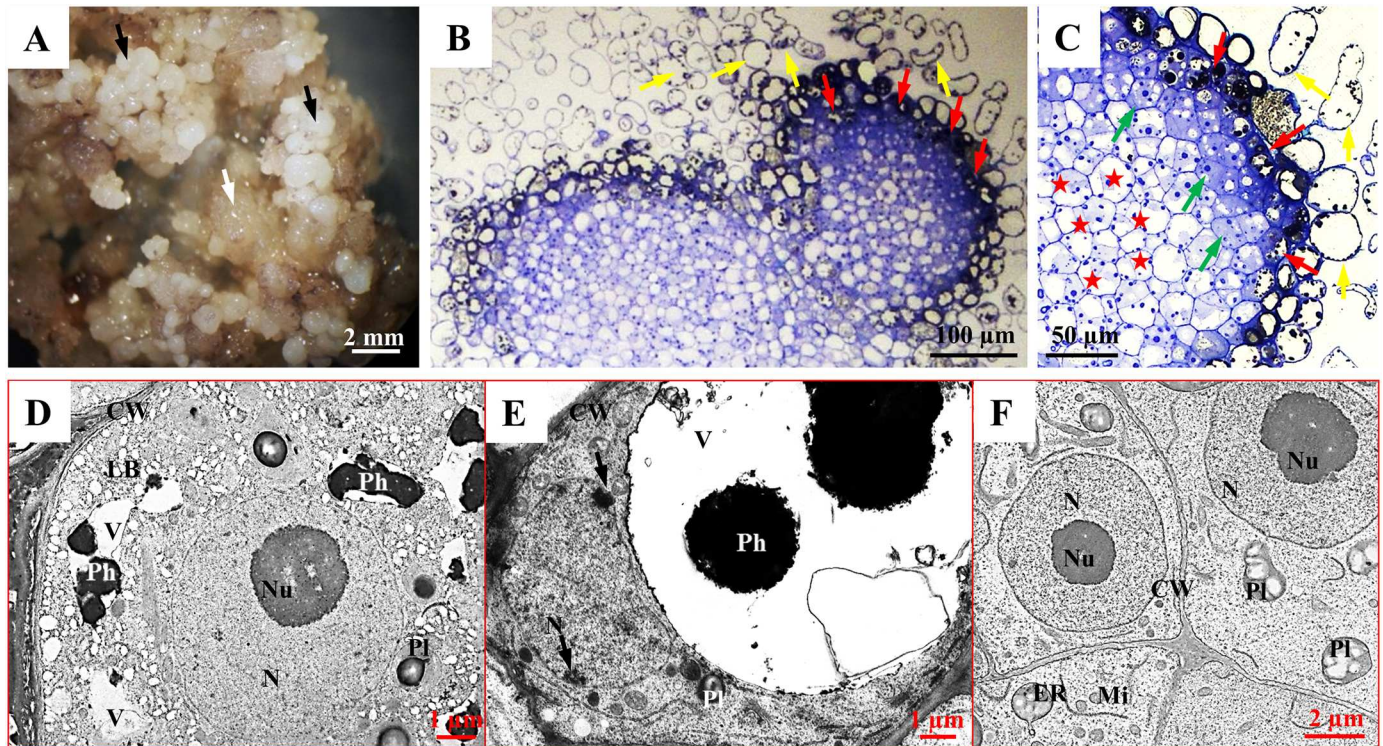 A
2 mm
B
100 µm
C
50 µm
D
CW
LB
V
Ph
Ph
Nu
N
Pl
V
1 µm
E
CW
V
Ph
N
Pl
1 µm
F
Nu
N
N
Nu
CW
Pl
Pl
ER
Mi
2 µm